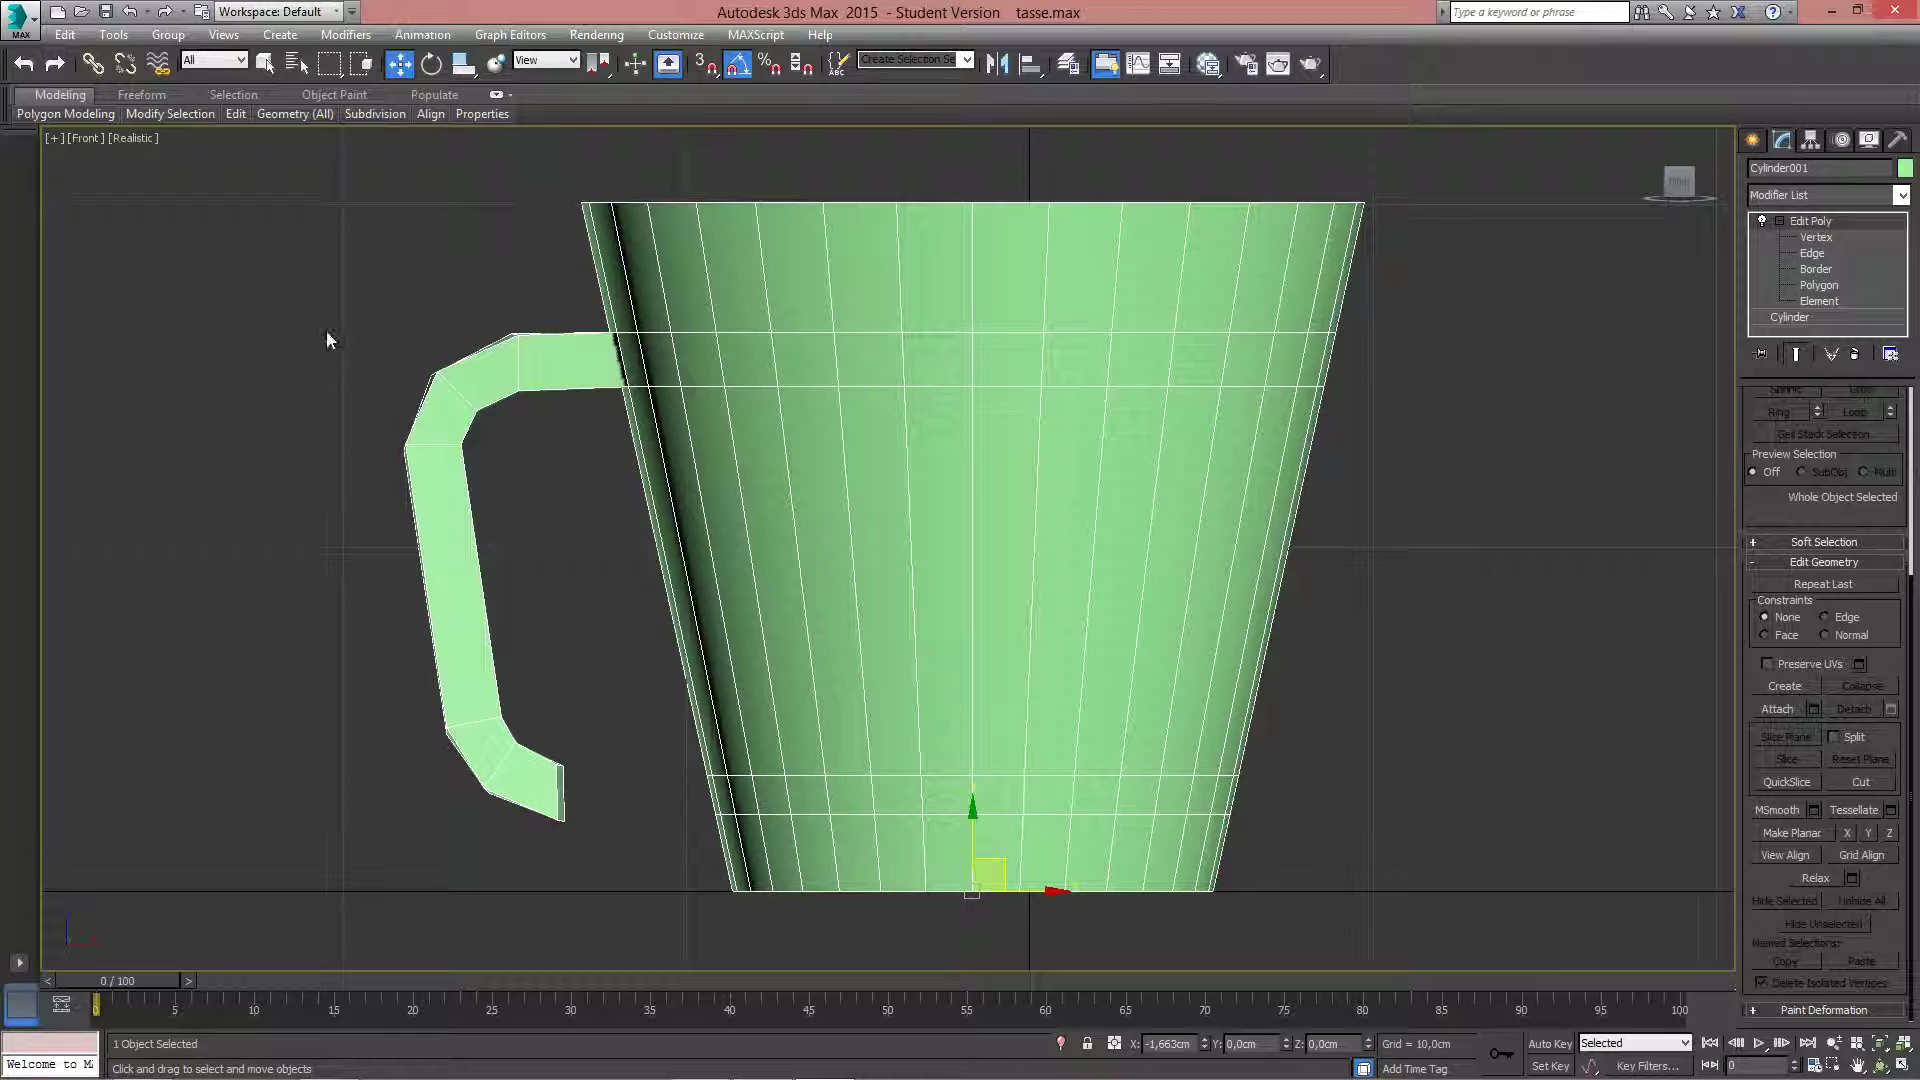 Workspace: Default
Autodesk 3ds Max 2015 - Student Version tasse.max
Type a keyword or phrase
MAX
Edit Tools Group Views Create Modifiers Animation Graph Editors Rendering Customize MAXScript Help
All
View
3
Create Selection Se
Modeling Freeform Selection Object Paint Populate
Polygon Modeling Modify Selection Edit Geometry (All) Subdivision Align Properties
[+] [Front] [Realistic]
Cylinder001
Modifier List
Edit Poly
Vertex
Edge
Border
Polygon
Element
Cylinder
Shrink
Ring Loop
Get Stack Selection
Preview Selection
Off SubObj Multi
Whole Object Selected
+ Soft Selection
- Edit Geometry
Repeat Last
Constraints
None Edge
Face Normal
Preserve UVs
Create Collapse
Attach Detach
Slice Plane Split
Slice Reset Plane
QuickSlice Cut
MSmooth Tessellate
Make Planar X Y Z
View Align Grid Align
Relax
Hide Selected Unhide All
Hide Unselected
Named Selections:
Copy Paste
Delete Isolated Vertices
+ Paint Deformation
< 0 / 100 >
0 5 10 15 20 25 30 35 40 45 50 55 60 65 70 75 80 85 90 95 100
1 Object Selected
X: -1,663cm Y: 0,0cm Z: 0,0cm Grid = 10,0cm
Auto Key Selected
Welcome to Mi
Click and drag to select and move objects
Add Time Tag
Set Key Key Filters... 0